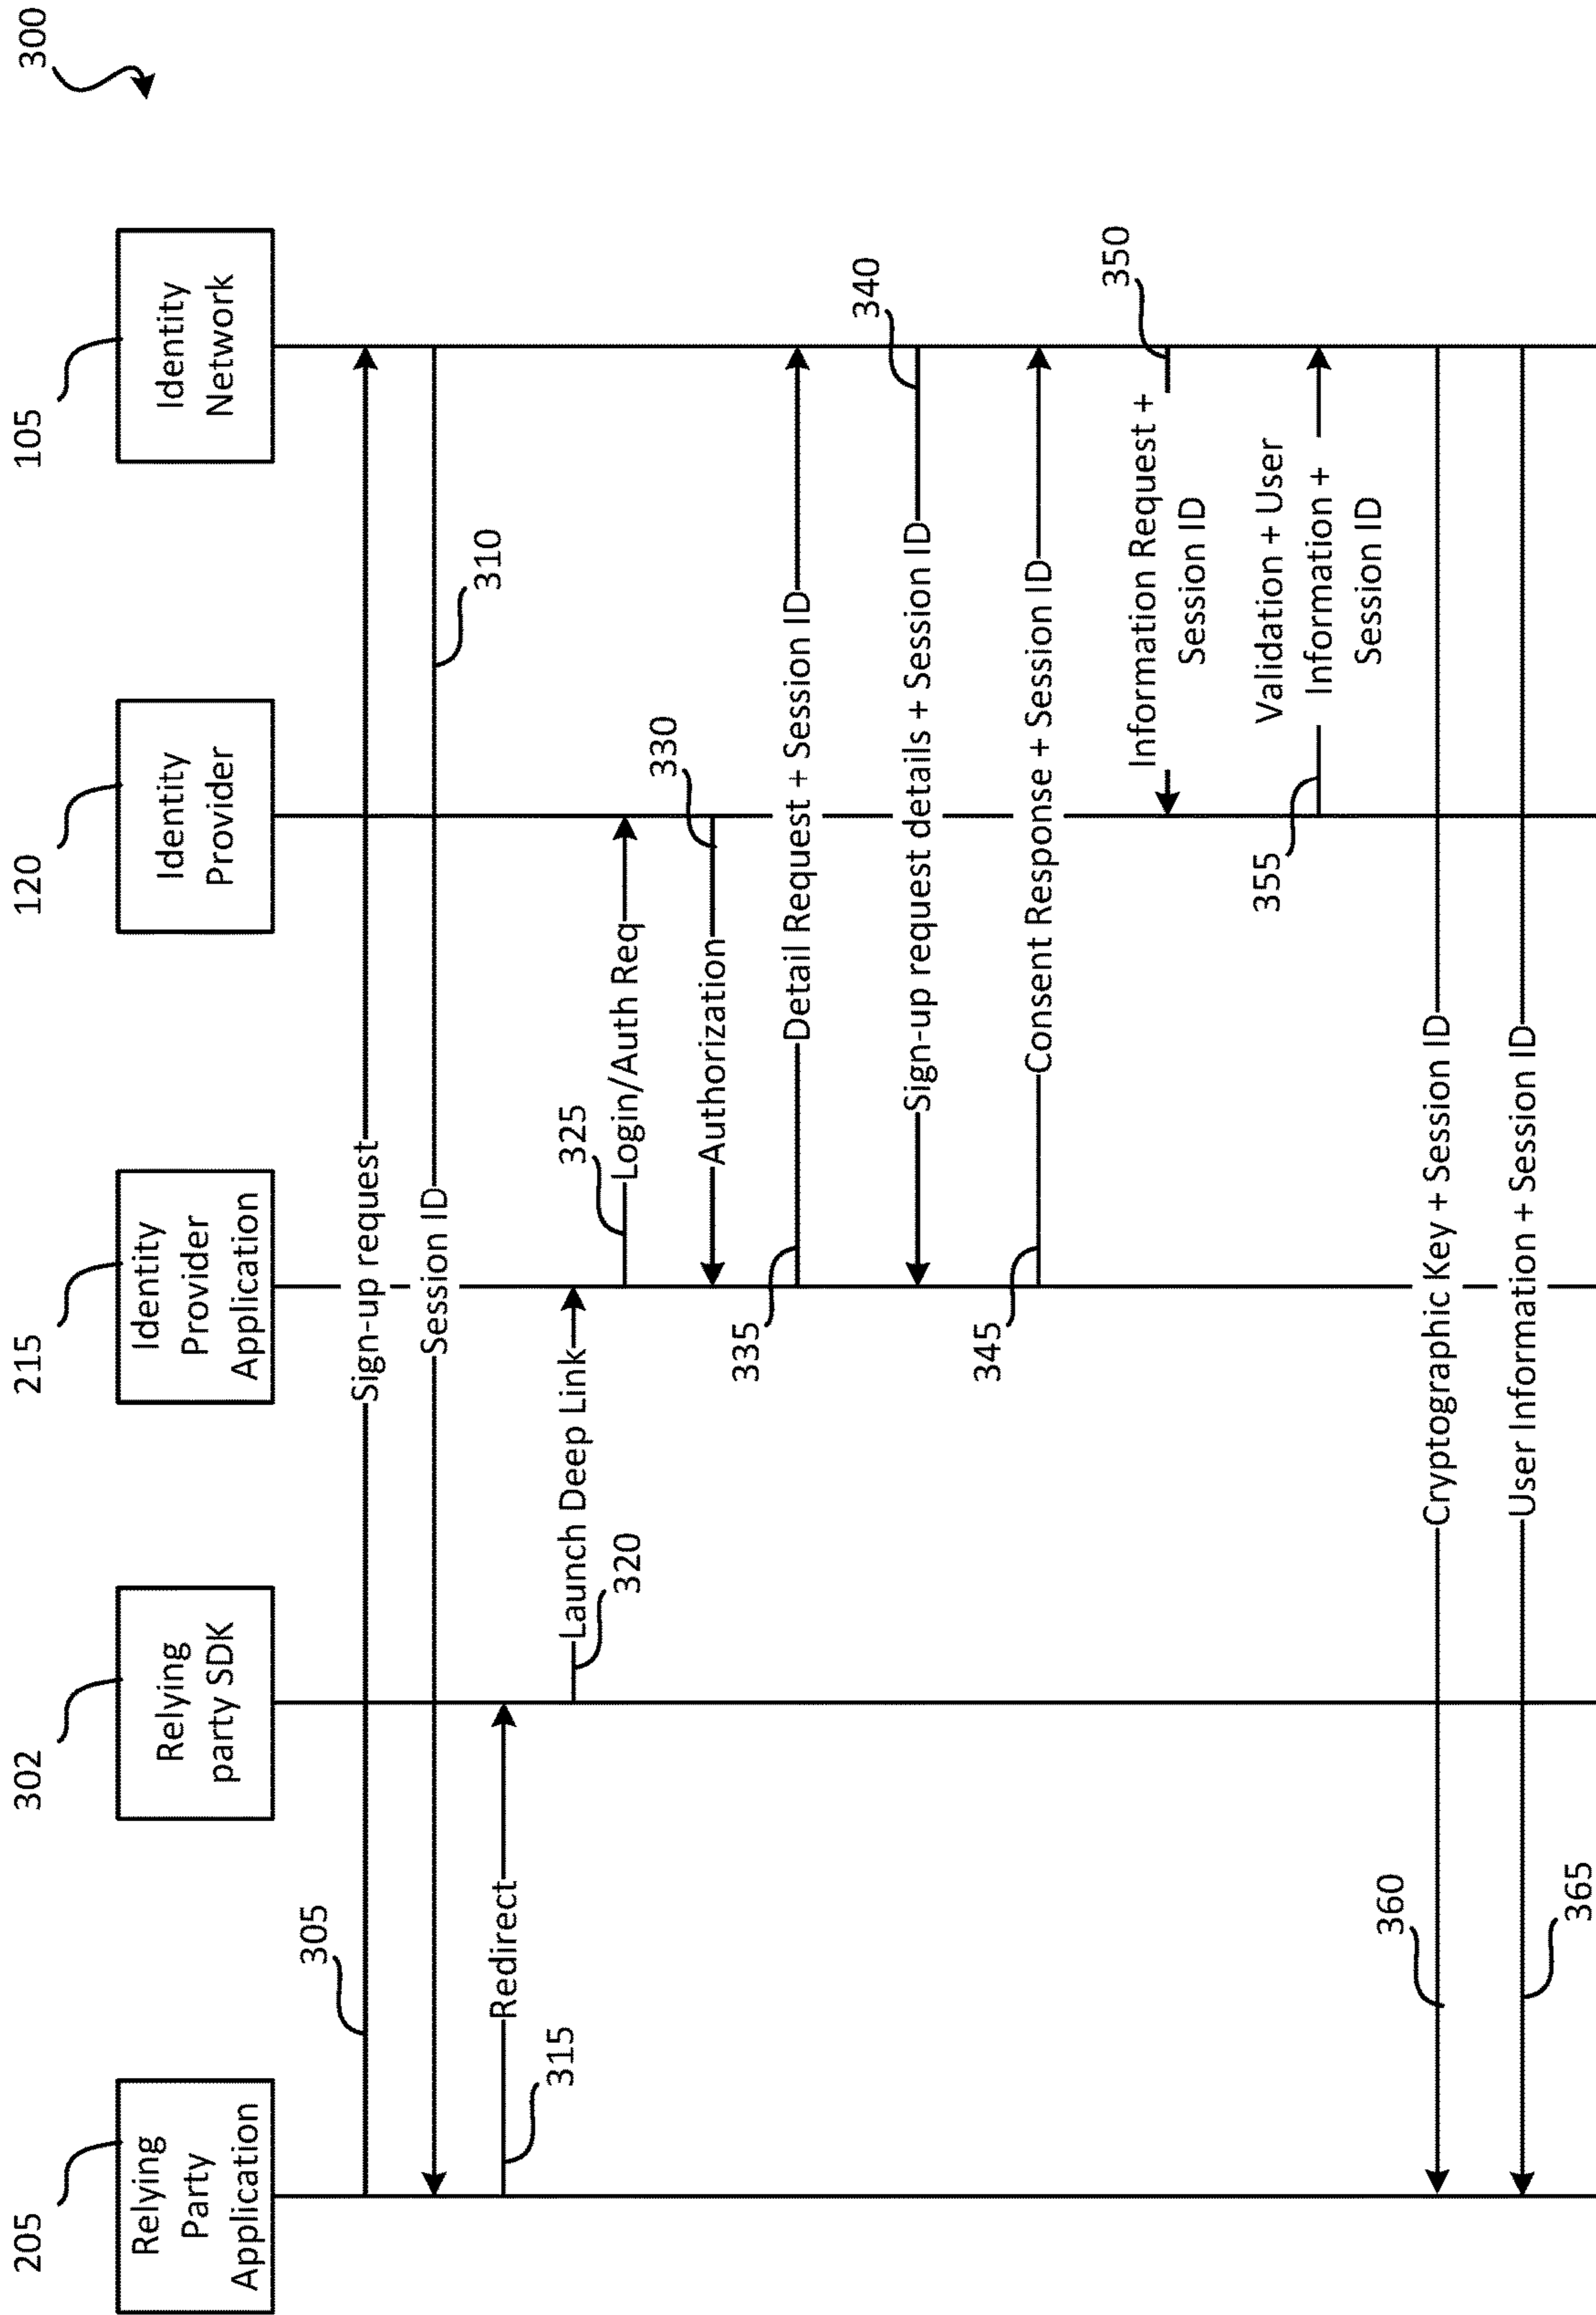 300
205
302
215
120
105
Relying
Party
Application
Relying
party SDK
Identity
Provider
Application
Identity
Provider
Identity
Network
305
Sign-up request
Session ID
310
Redirect
315
Launch Deep Link
320
325
Login/Auth Req
330
Authorization
335
Detail Request + Session ID
340
Sign-up request details + Session ID
345
Consent Response + Session ID
350
Information Request +
Session ID
355
Validation + User
Information +
Session ID
360
Cryptographic Key + Session ID
User Information + Session ID
365